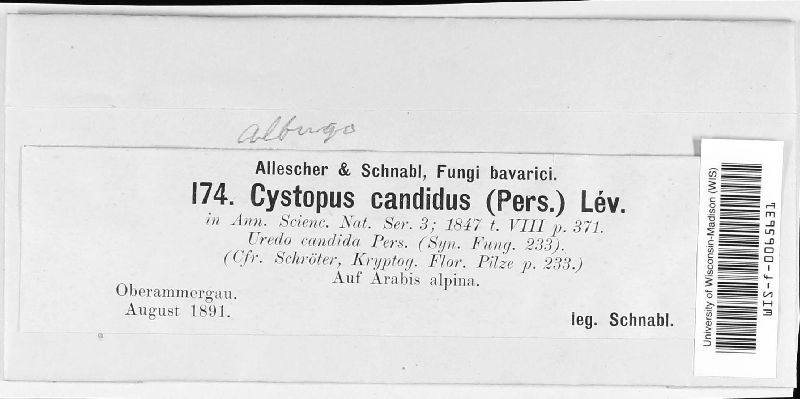 albugo
Allescher & Schnabl, Fungi bavarici.
174. Cystopus candidus (Pers.) Lév.
in Ann. Scienc. Nat. Ser. 3; 1847 t. VIII p. 371.
Uredo candida Pers. (Syn. Fung. 233).
(Cfr. Schröter, Kryptog. Flor. Pilze p. 233.)
Auf Arabis alpina.
Oberammergau.
August 1891.
leg. Schnabl.
University of Wisconsin-Madison (WIS)
WIS-f-0069631